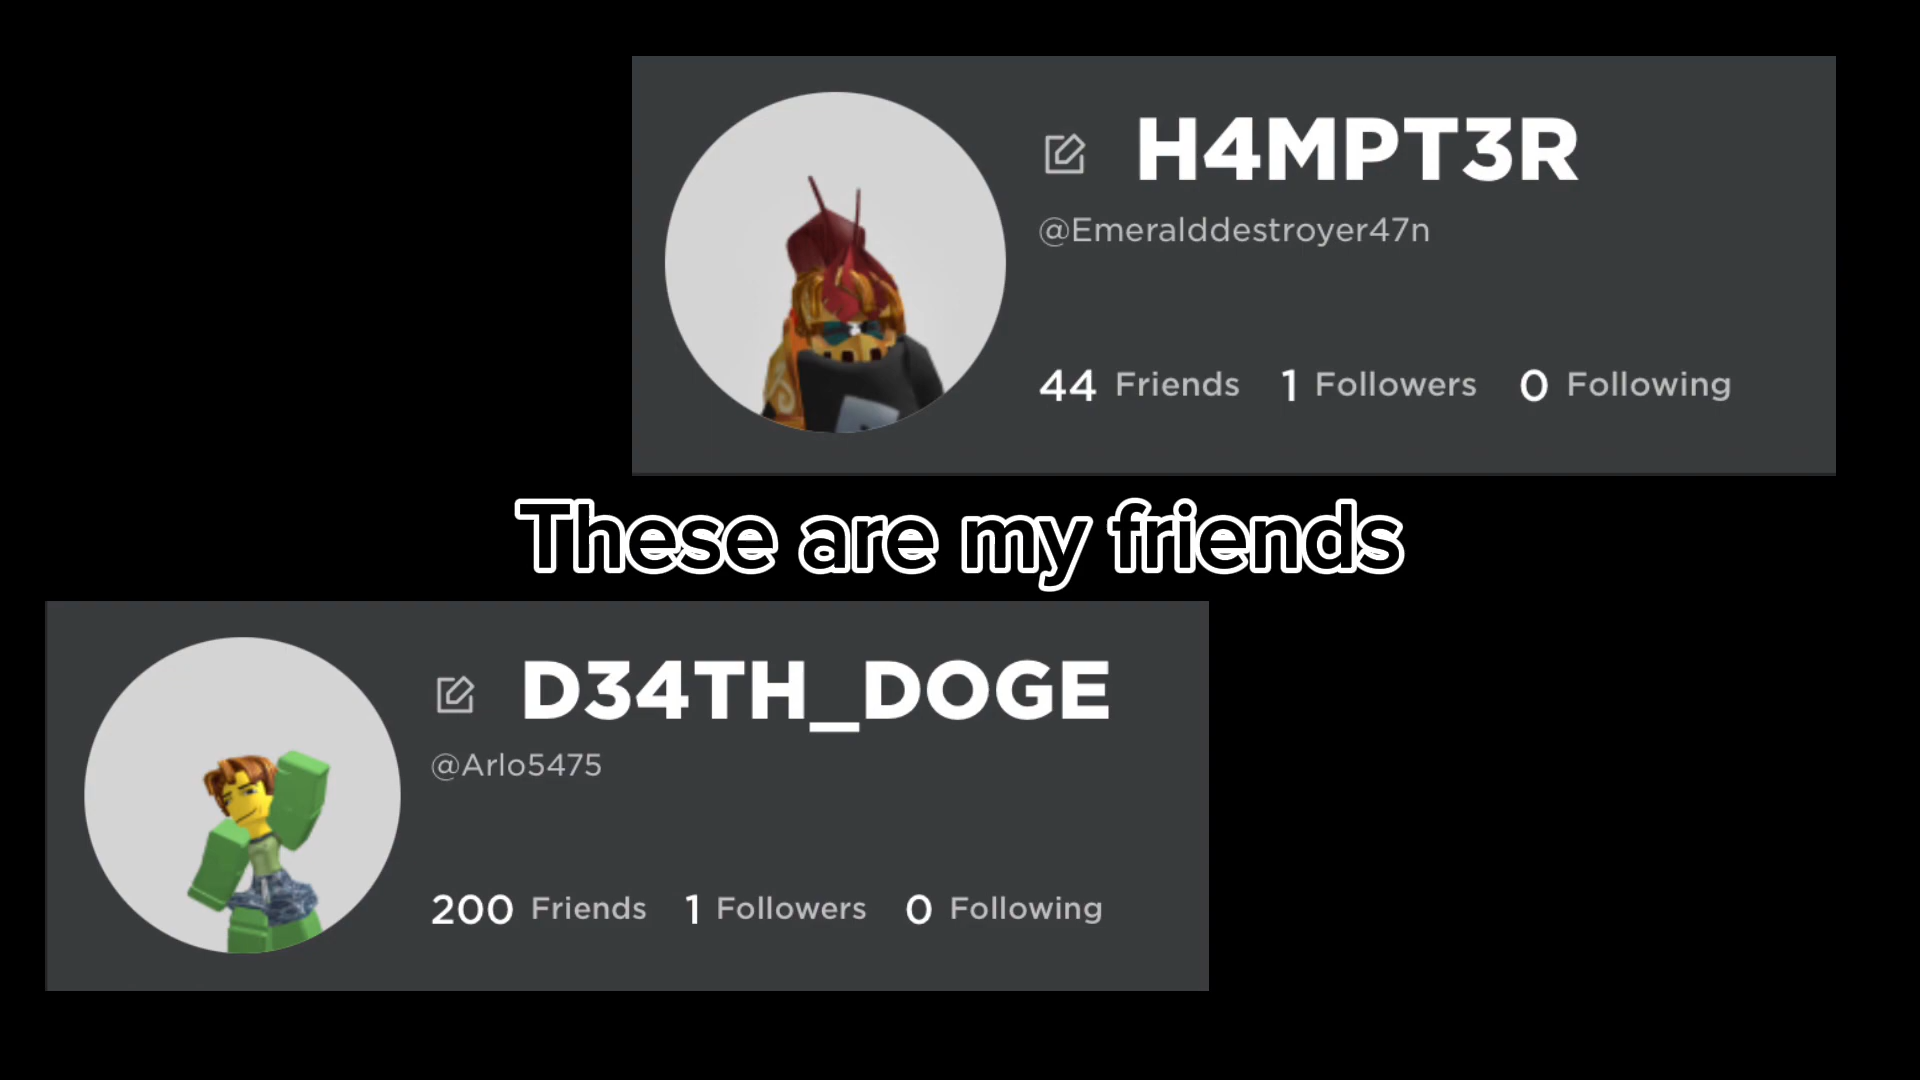 H4MPT3R
@Emeralddestroyer47n
44 Friends 1 Followers 0 Following
These are my friends
D34TH_DOGE
@Arlo5475
200 Friends 1 Followers 0 Following